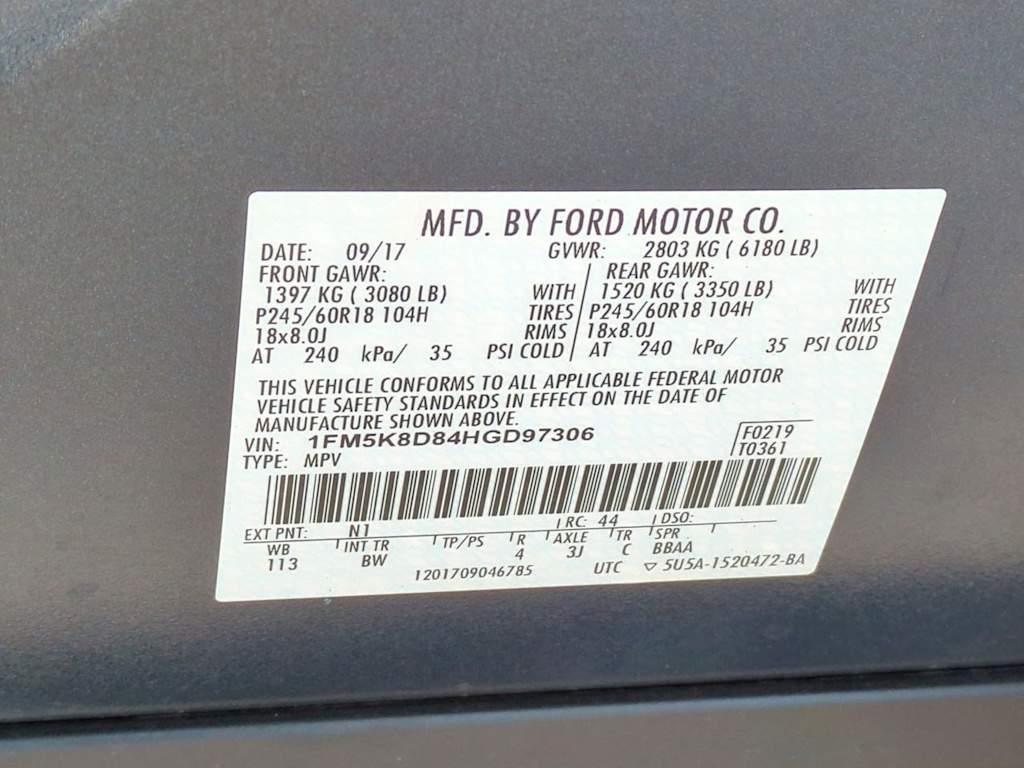 MFD. BY FORD MOTOR CO.
DATE: 09/17 GVWR: 2803 KG ( 6180 LB)
FRONT GAWR: REAR GAWR:
1397 KG ( 3080 LB) WITH 1520 KG ( 3350 LB) WITH
P245/60R18 104H TIRES P245/60R18 104H TIRES
18x8.0J RIMS 18x8.0J RIMS
AT 240 kPa/ 35 PSI COLD AT 240 kPa/ 35 PSI COLD
THIS VEHICLE CONFORMS TO ALL APPLICABLE FEDERAL MOTOR
VEHICLE SAFETY STANDARDS IN EFFECT ON THE DATE OF
MANUFACTURE SHOWN ABOVE.
VIN: 1FM5K8D84HGD97306 F0219
TYPE: MPV T0361
EXT PNT: N1 RC: 44 DSO:
WB INT TR TP/PS R AXLE TR SPR
113 BW 4 3J C BBAA
1201709046785 UTC ▽ 5U5A-1520472-BA